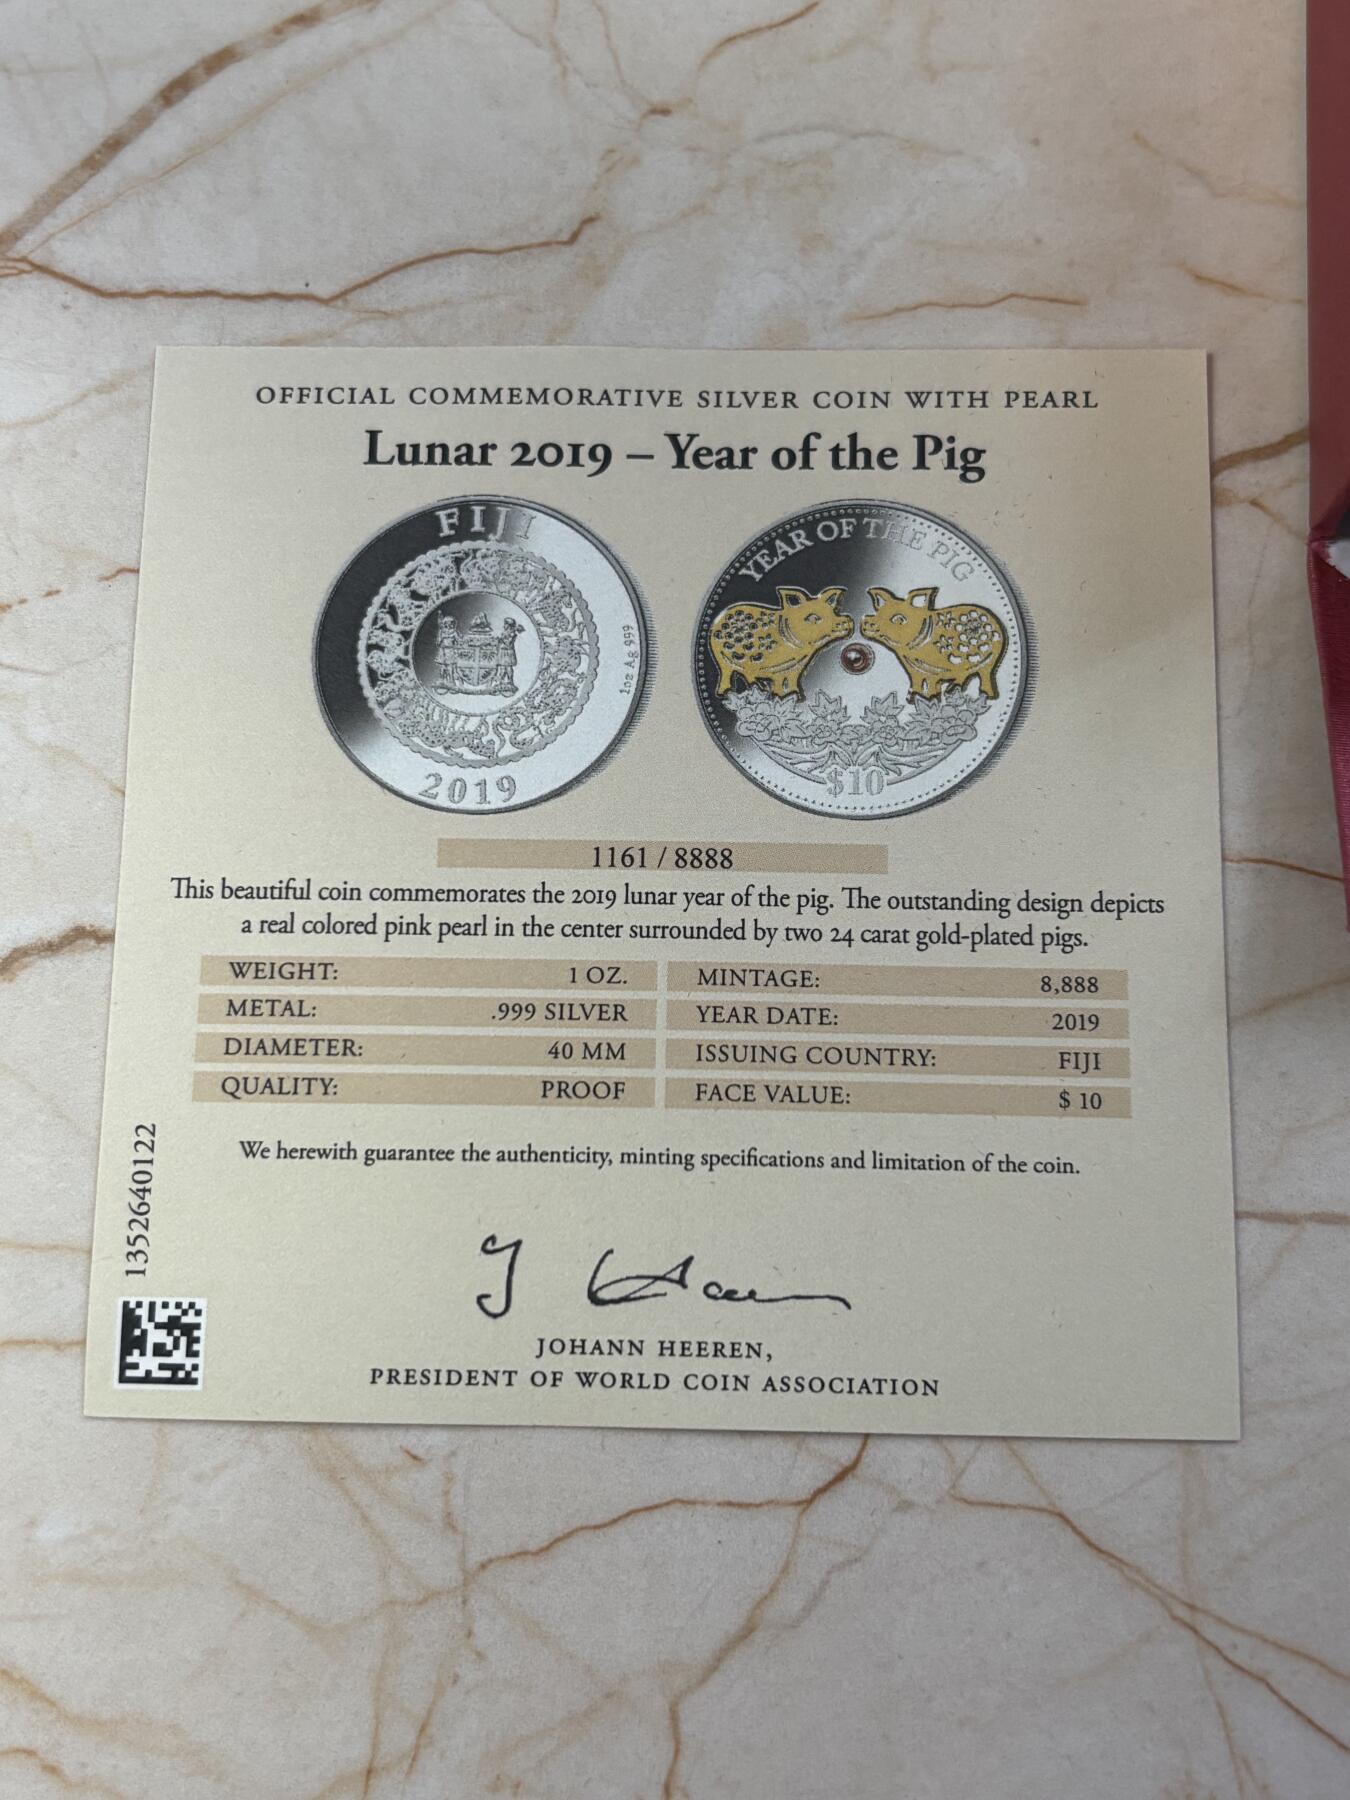 OFFICIAL COMMEMORATIVE SILVER COIN WITH PEARL
Lunar 2019 – Year of the Pig
FIJI
1oz Ag 999
2019
YEAR OF THE PIG
$10
1161 / 8888
This beautiful coin commemorates the 2019 lunar year of the pig. The outstanding design depicts
a real colored pink pearl in the center surrounded by two 24 carat gold-plated pigs.
WEIGHT: 1 OZ.
METAL: .999 SILVER
DIAMETER: 40 MM
QUALITY: PROOF
MINTAGE: 8,888
YEAR DATE: 2019
ISSUING COUNTRY: FIJI
FACE VALUE: $ 10
We herewith guarantee the authenticity, minting specifications and limitation of the coin.
1352640122
JOHANN HEEREN,
PRESIDENT OF WORLD COIN ASSOCIATION